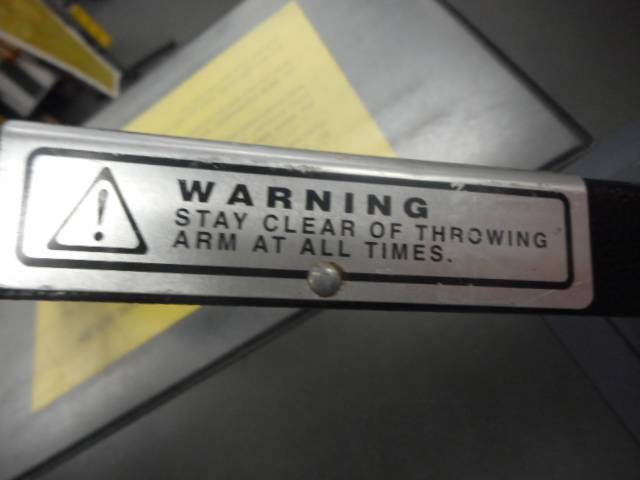 WARNING
STAY CLEAR OF THROWING
ARM AT ALL TIMES.